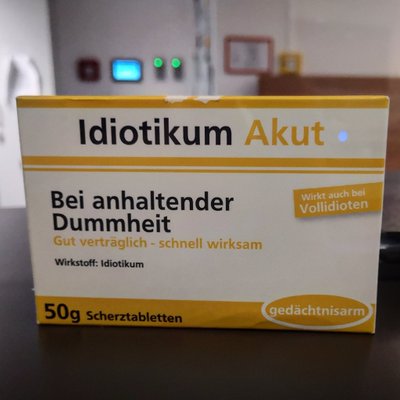 Idiotikum Akut
Bei anhaltender
Dummheit
Gut verträglich - schnell wirksam
Wirkstoff: Idiotikum
Wirkt auch bei
Vollidioten
50g Scherztabletten
gedächtnisarm